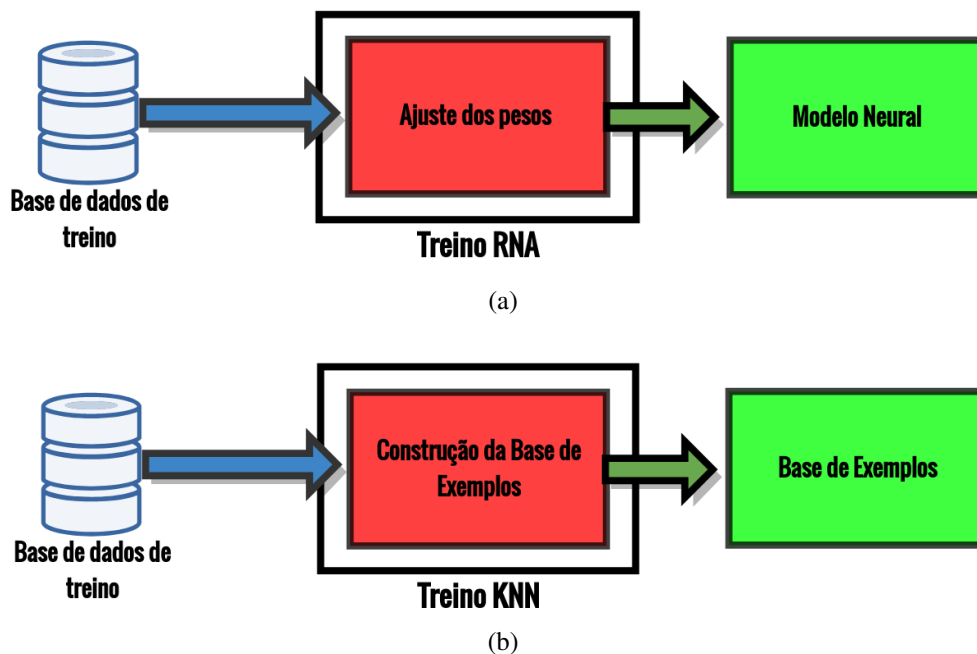 Ajuste dos pesos
Modelo Neural
Base de dados de
treino
Treino RNA
(a)
Construção da Base de
Exemplos
Base de Exemplos
Base de dados de
treino
Treino KNN
(b)